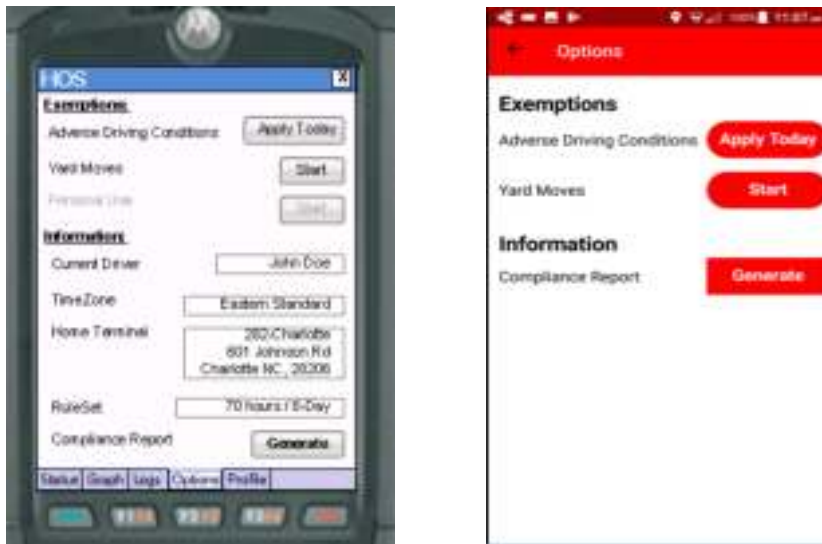 HOS X
Exemptions:
Adverse Driving Conditions Apply Today
Yard Moves Start
Personal Use Start
Information:
Current Driver John Doe
TimeZone Eastern Standard
Home Terminal 282-Charlotte
601 Johnson Rd
Charlotte NC, 28206
RuleSet 70 hours / 8-Day
Compliance Report Generate
Status Graph Logs Options Profile
Options
Exemptions
Adverse Driving Conditions Apply Today
Yard Moves Start
Information
Compliance Report Generate